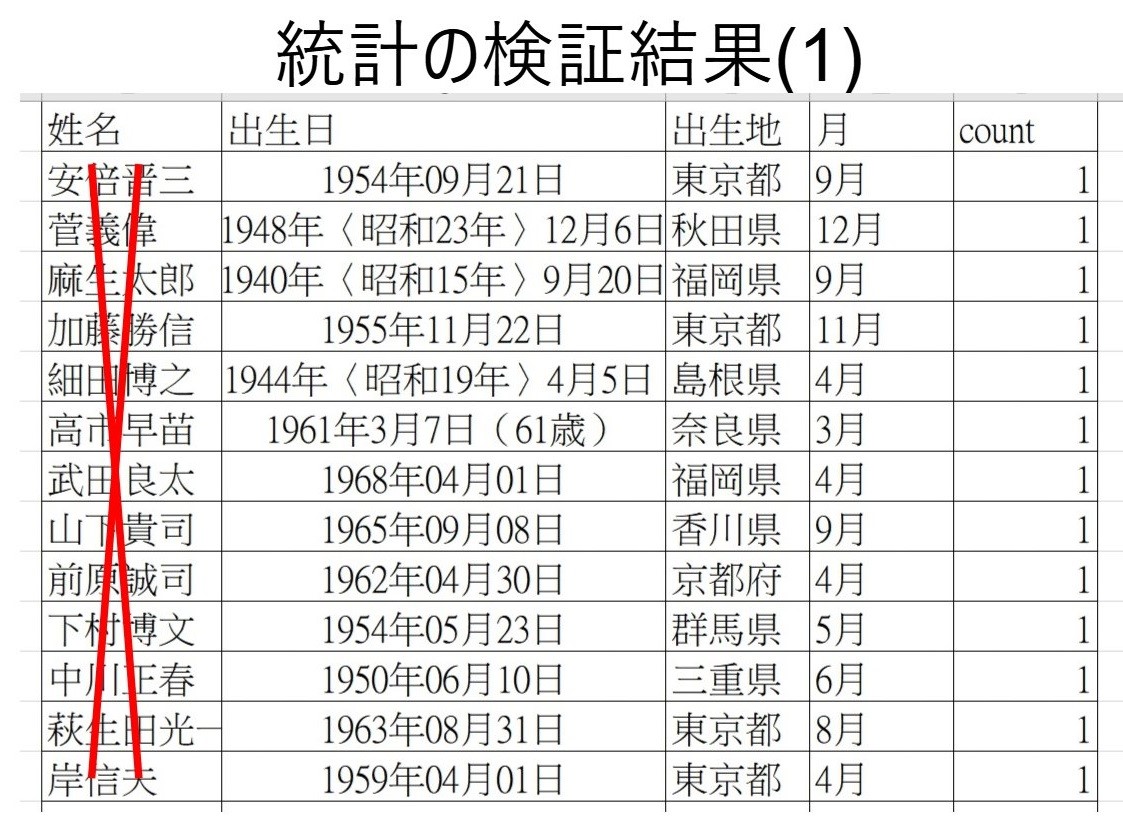 統計の検証結果(1)
姓名 出生日 出生地 月 count
安倍晋三 1954年09月21日 東京都 9月 1
菅義偉 1948年〈昭和23年〉12月6日 秋田県 12月 1
麻生太郎 1940年〈昭和15年〉9月20日 福岡県 9月 1
加藤勝信 1955年11月22日 東京都 11月 1
細田博之 1944年〈昭和19年〉4月5日 島根県 4月 1
高市早苗 1961年3月7日（61歳） 奈良県 3月 1
武田良太 1968年04月01日 福岡県 4月 1
山下貴司 1965年09月08日 香川県 9月 1
前原誠司 1962年04月30日 京都府 4月 1
下村博文 1954年05月23日 群馬県 5月 1
中川正春 1950年06月10日 三重県 6月 1
萩生田光一 1963年08月31日 東京都 8月 1
岸信夫 1959年04月01日 東京都 4月 1